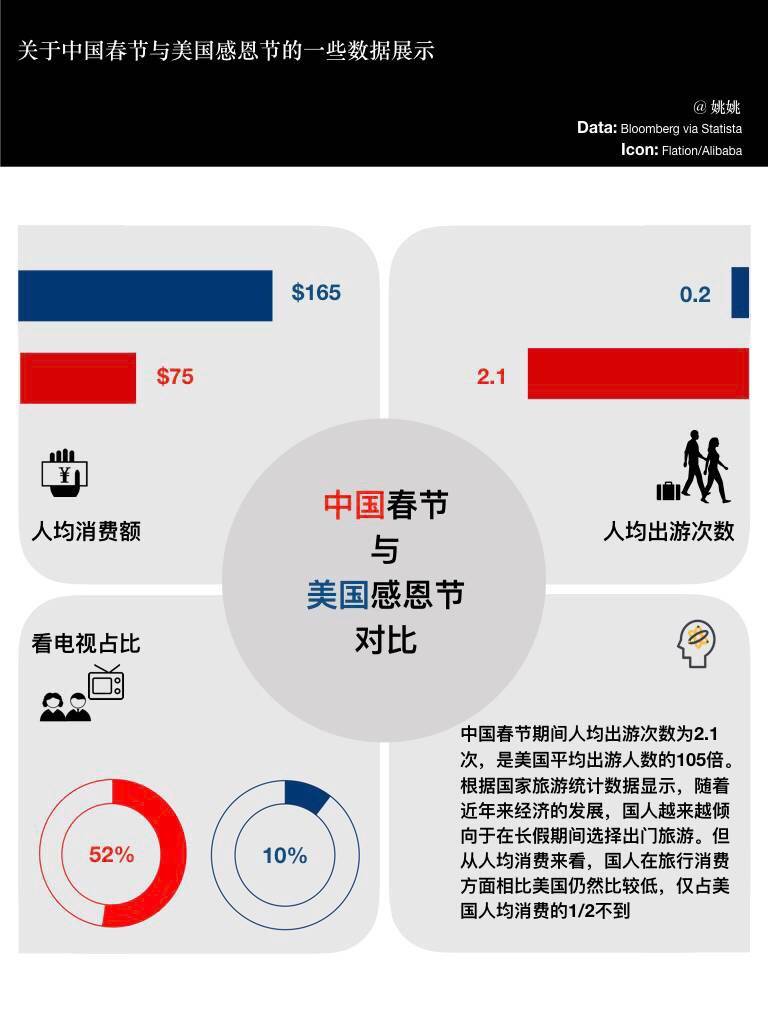 关于中国春节与美国感恩节的一些数据展示
@ 姚姚
Data: Bloomberg via Statista
Icon: Flation/Alibaba
$165
$75
¥
人均消费额
0.2
2.1
人均出游次数
中国春节
与
美国感恩节
对比
看电视占比
52%
10%
中国春节期间人均出游次数为2.1
次，是美国平均出游人数的105倍。
根据国家旅游统计数据显示，随着
近年来经济的发展，国人越来越倾
向于在长假期间选择出门旅游。但
从人均消费来看，国人在旅行消费
方面相比美国仍然比较低，仅占美
国人均消费的1/2不到